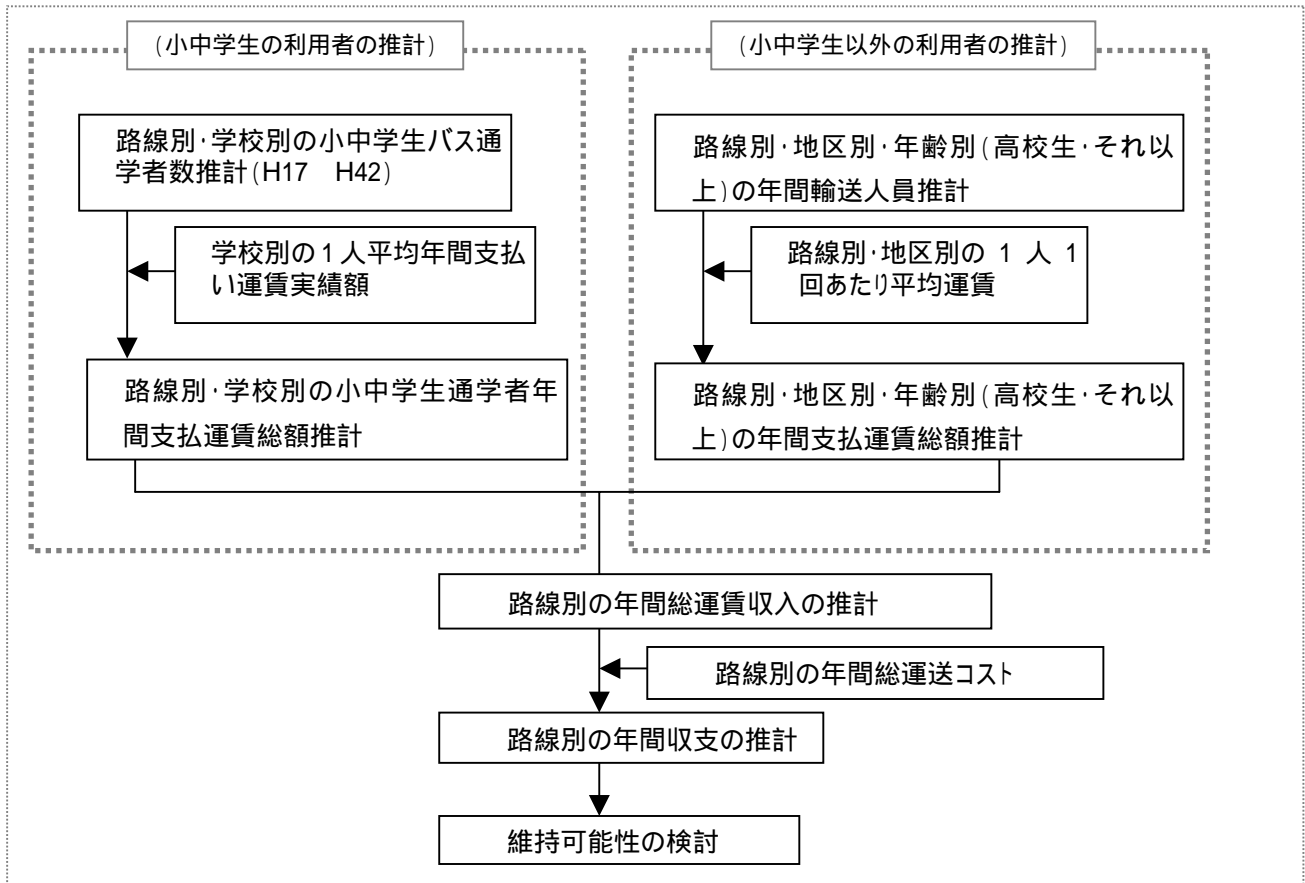 (小中学生の利用者の推計)
路線別・学校別の小中学生バス通
学者数推計(H17　H42)
学校別の1人平均年間支払
い運賃実績額
路線別・学校別の小中学生通学者年
間支払運賃総額推計
(小中学生以外の利用者の推計)
路線別・地区別・年齢別(高校生・それ以
上)の年間輸送人員推計
路線別・地区別の 1 人 1
回あたり平均運賃
路線別・地区別・年齢別(高校生・それ以
上)の年間支払運賃総額推計
路線別の年間総運賃収入の推計
路線別の年間総運送コスト
路線別の年間収支の推計
維持可能性の検討